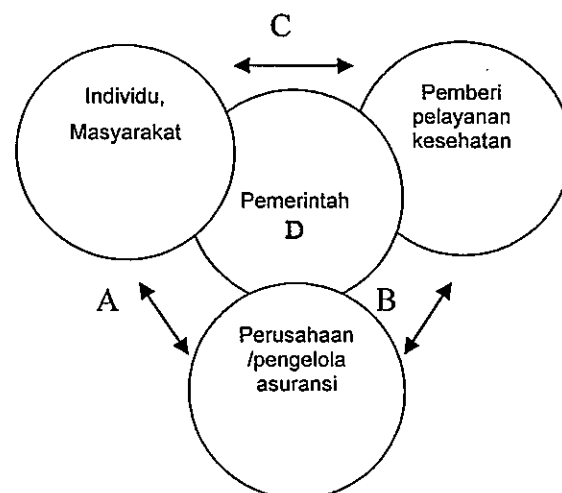 C
Individu,
Masyarakat
Pemberi
pelayanan
kesehatan
Pemerintah
D
A
B
Perusahaan
/pengelola
asuransi